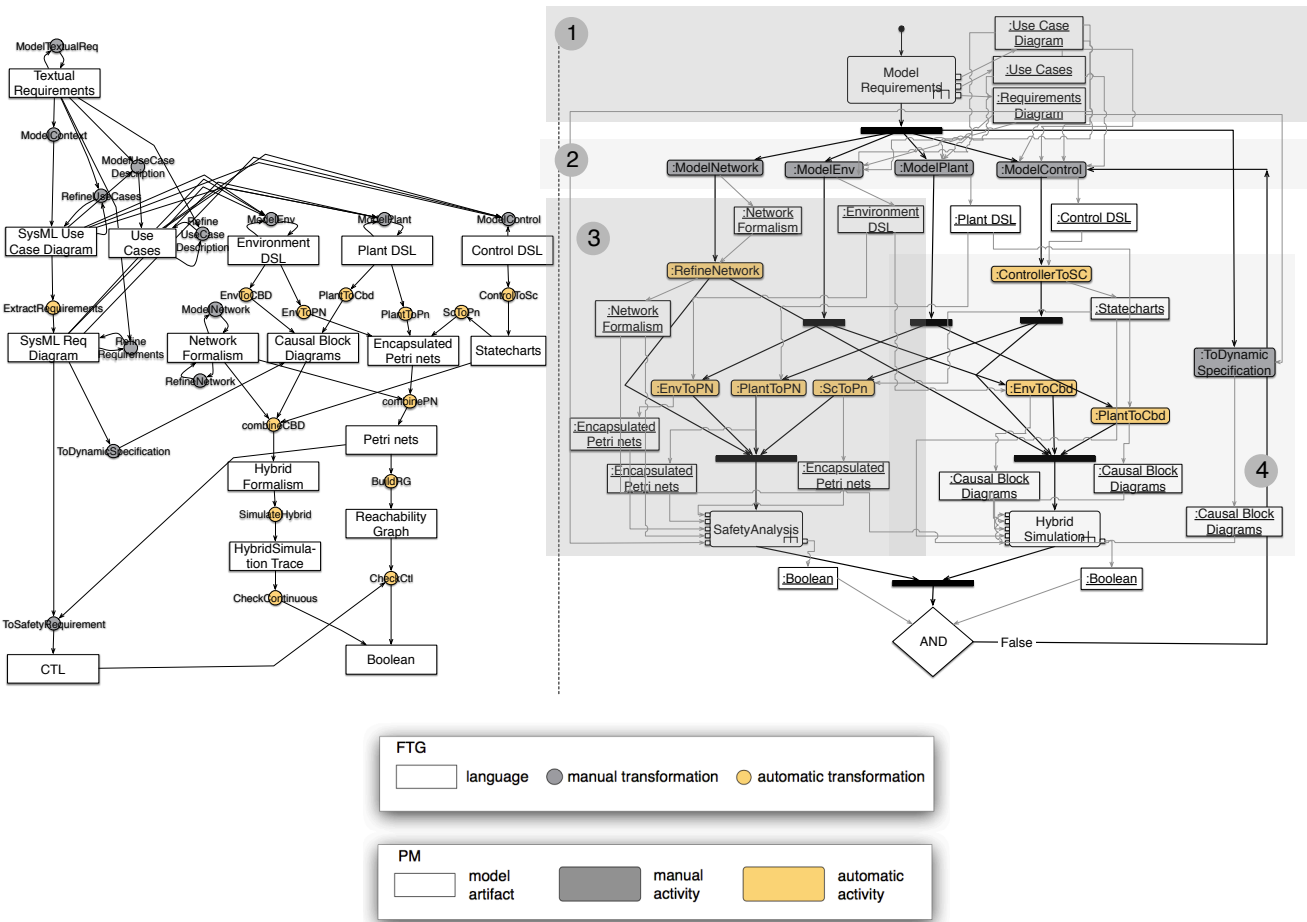 ModelTextualReq
Textual
Requirements
ModelContext
ModelUseCase
Description
RefineUseCases
SysML Use
Case Diagram
Use
Cases
Refine
UseCase
Description
ModelEnv
ModelPlant
ModelControl
Environment
DSL
Plant DSL
Control DSL
ExtractRequirements
EnvToCBD
EnvToPN
PlantToCbd
PlantToPn
ScToPn
ControlToSc
ModelNetwork
SysML Req
Diagram
Refine
Requirements
Network
Formalism
Causal Block
Diagrams
Encapsulated
Petri nets
Statecharts
RefineNetwork
combinePN
combineCBD
ToDynamicSpecification
Petri nets
Hybrid
Formalism
BuildRG
SimulateHybrid
Reachability
Graph
HybridSimula-
tion Trace
CheckCtl
CheckContinuous
ToSafetyRequirement
CTL
Boolean
1
:Use Case
Diagram
Model
Requirements
:Use Cases
:Requirements
Diagram
2
:ModelNetwork
:ModelEnv
:ModelPlant
:ModelControl
3
:Network
Formalism
:Environment
DSL
:Plant DSL
:Control DSL
:RefineNetwork
:ControllerToSC
:Network
Formalism
:Statecharts
:ToDynamic
Specification
:EnvToPN
:PlantToPN
:ScToPn
:EnvToCbd
:PlantToCbd
:Encapsulated
Petri nets
:Encapsulated
Petri nets
:Encapsulated
Petri nets
:Causal Block
Diagrams
:Causal Block
Diagrams
4
:Causal Block
Diagrams
SafetyAnalysis
Hybrid
Simulation
:Boolean
:Boolean
AND
False
FTG
language
manual transformation
automatic transformation
PM
model
artifact
manual
activity
automatic
activity